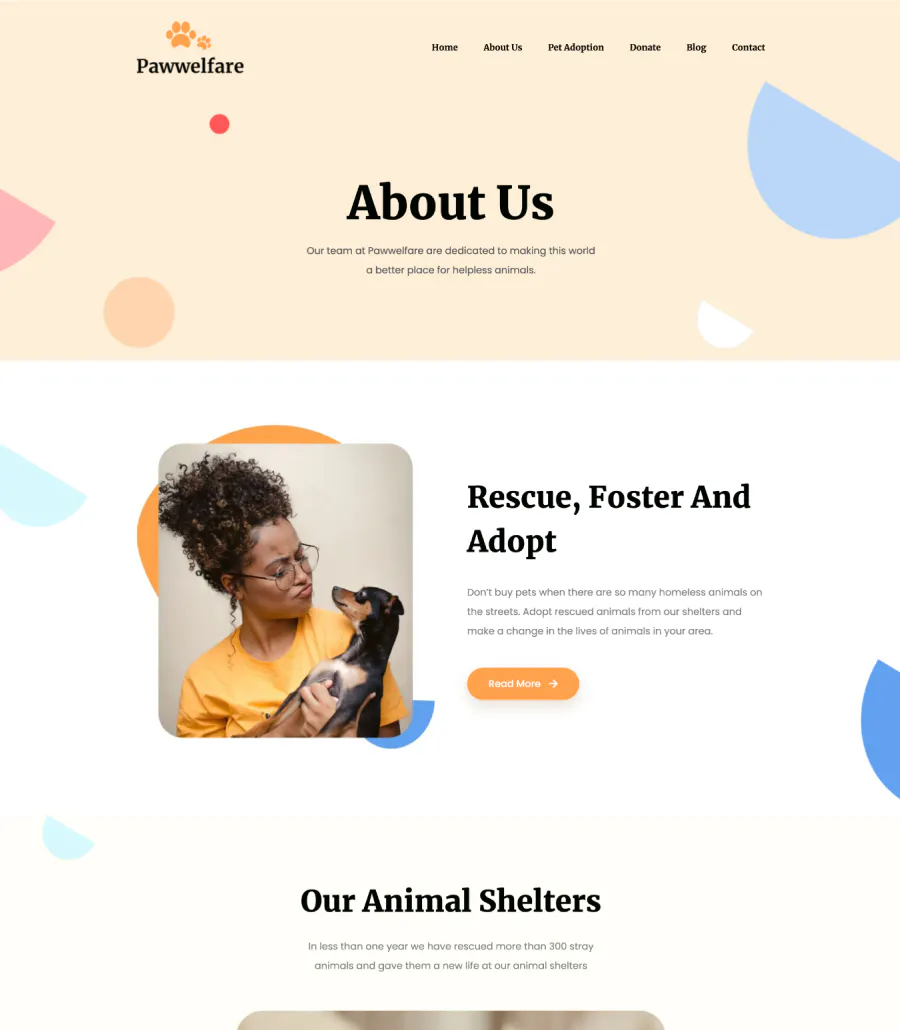 Pawwelfare
Home
About Us
Pet Adoption
Donate
Blog
Contact
About Us
Our team at Pawwelfare are dedicated to making this world
a better place for helpless animals.
Rescue, Foster And
Adopt
Don't buy pets when there are so many homeless animals on
the streets. Adopt rescued animals from our shelters and
make a change in the lives of animals in your area.
Read More
Our Animal Shelters
In less than one year we have rescued more than 300 stray
animals and gave them a new life at our animal shelters